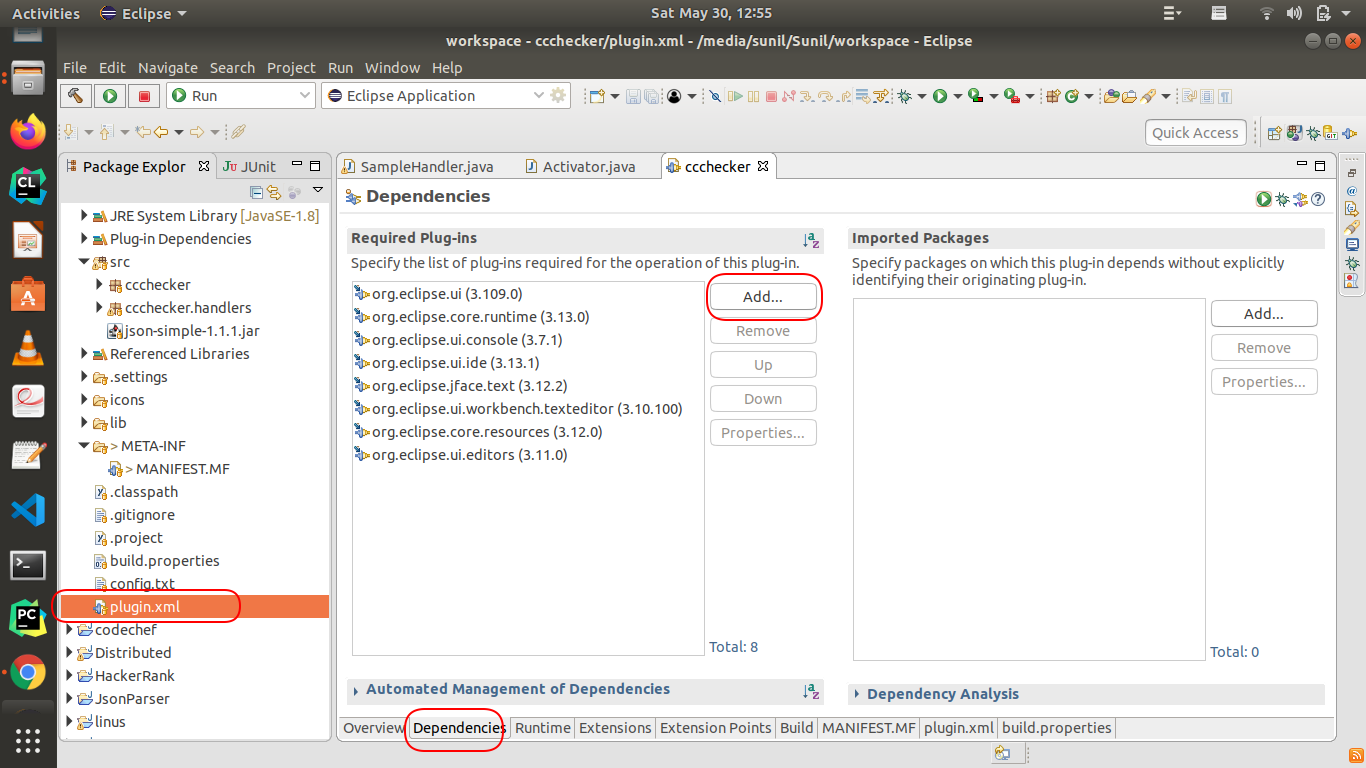 Activities Eclipse Sat May 30, 12:55
workspace - ccchecker/plugin.xml - /media/sunil/Sunil/workspace - Eclipse
File Edit Navigate Search Project Run Window Help
Run Eclipse Application
Quick Access
Package Explor JUnit
SampleHandler.java Activator.java ccchecker
JRE System Library [JavaSE-1.8]
Plug-in Dependencies
src
ccchecker
ccchecker.handlers
json-simple-1.1.1.jar
Referenced Libraries
.settings
icons
lib
> META-INF
> MANIFEST.MF
.classpath
.gitignore
.project
build.properties
config.txt
plugin.xml
codechef
Distributed
HackerRank
JsonParser
linus
Dependencies
Required Plug-ins
Specify the list of plug-ins required for the operation of this plug-in.
org.eclipse.ui (3.109.0)
org.eclipse.core.runtime (3.13.0)
org.eclipse.ui.console (3.7.1)
org.eclipse.ui.ide (3.13.1)
org.eclipse.jface.text (3.12.2)
org.eclipse.ui.workbench.texteditor (3.10.100)
org.eclipse.core.resources (3.12.0)
org.eclipse.ui.editors (3.11.0)
Add...
Remove
Up
Down
Properties...
Total: 8
Imported Packages
Specify packages on which this plug-in depends without explicitly
identifying their originating plug-in.
Add...
Remove
Properties...
Total: 0
Automated Management of Dependencies
Dependency Analysis
Overview Dependencies Runtime Extensions Extension Points Build MANIFEST.MF plugin.xml build.properties
CL
PC